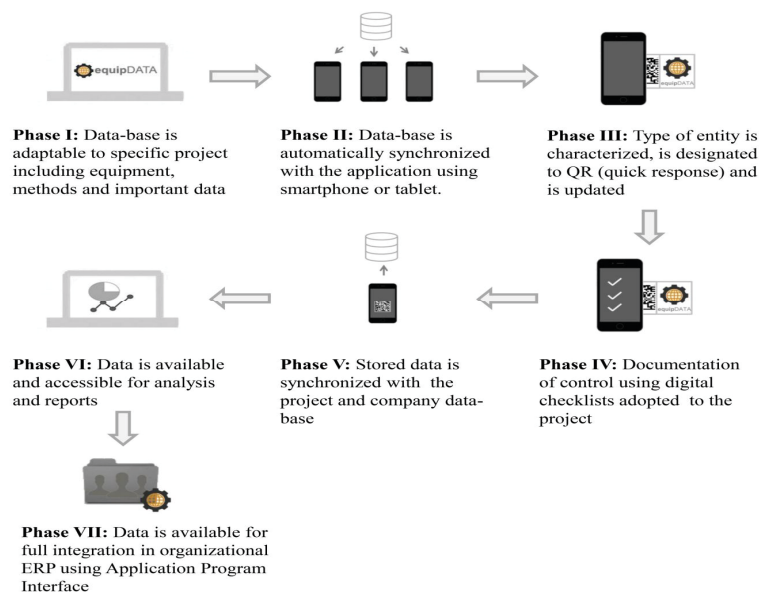 equipDATA
Phase I: Data-base is
adaptable to specific project
including equipment,
methods and important data
Phase II: Data-base is
automatically synchronized
with the application using
smartphone or tablet.
equipDATA
Phase III: Type of entity is
characterized, is designated
to QR (quick response) and
is updated
equipDATA
Phase IV: Documentation
of control using digital
checklists adopted to the
project
Phase V: Stored data is
synchronized with the
project and company data-
base
Phase VI: Data is available
and accessible for analysis
and reports
Phase VII: Data is available for
full integration in organizational
ERP using Application Program
Interface